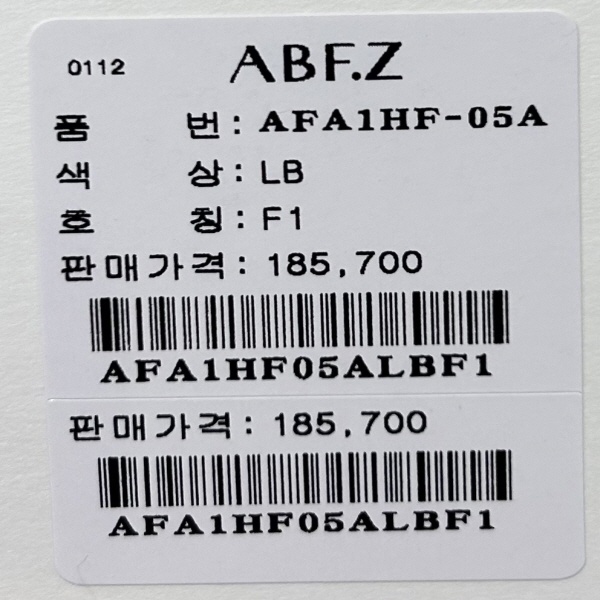 0112 ABF.Z
품 번 : AFA1HF-05A
색 상 : LB
호 칭 : F1
판매가격 : 185,700
AFA1HF05ALBF1
판매가격 : 185,700
AFA1HF05ALBF1